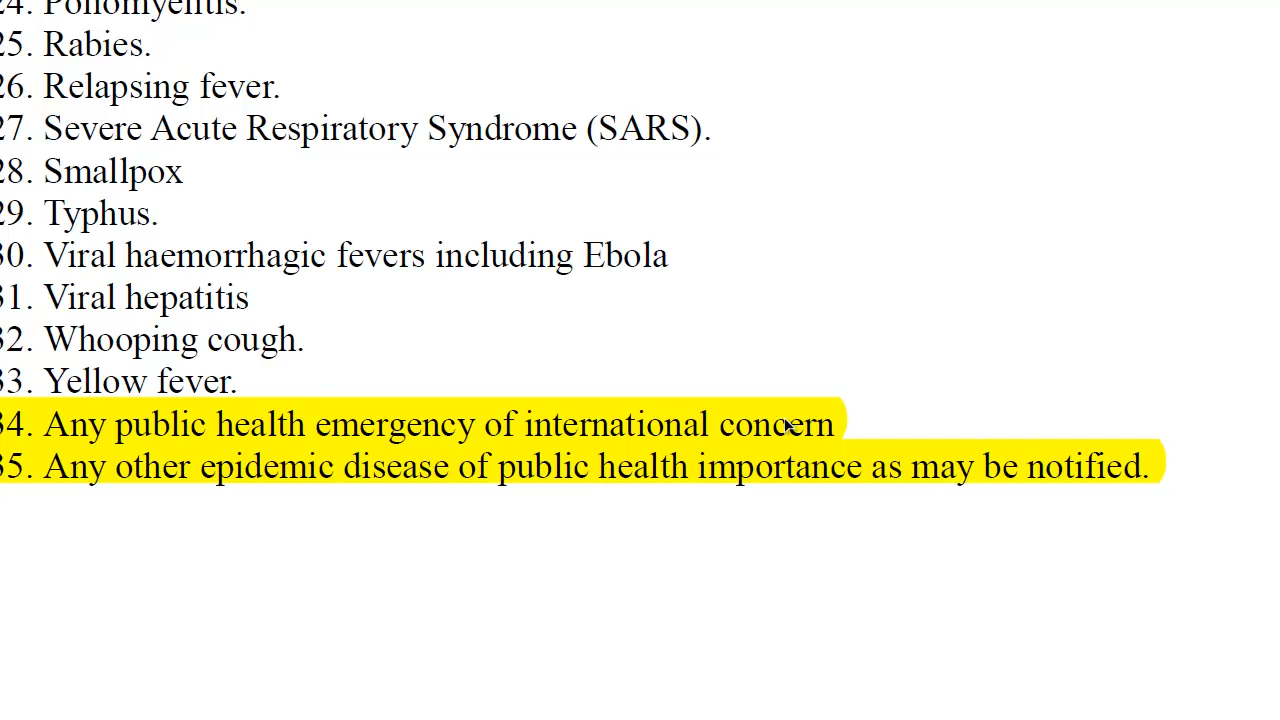 24. Poliomyelitis.
25. Rabies.
26. Relapsing fever.
27. Severe Acute Respiratory Syndrome (SARS).
28. Smallpox
29. Typhus.
30. Viral haemorrhagic fevers including Ebola
31. Viral hepatitis
32. Whooping cough.
33. Yellow fever.
34. Any public health emergency of international concern
35. Any other epidemic disease of public health importance as may be notified.